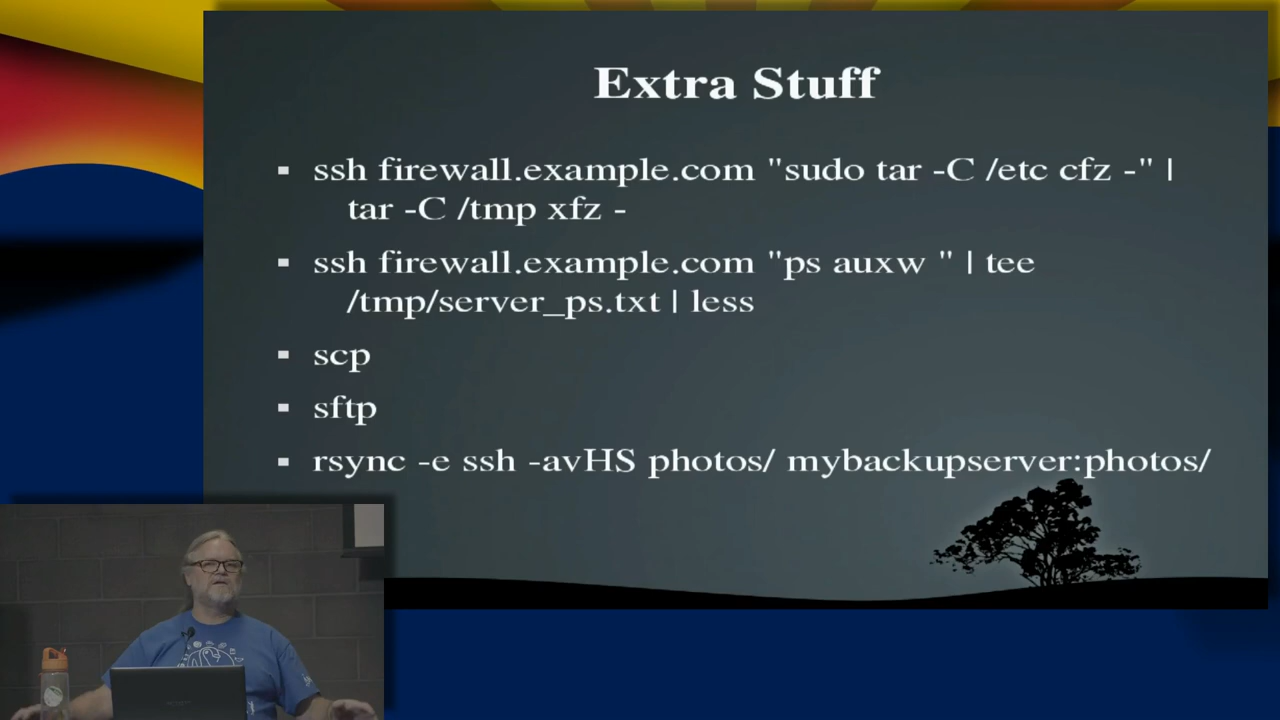 Extra Stuff
ssh firewall.example.com "sudo tar -C /etc cfz -" |
tar -C /tmp xfz -
ssh firewall.example.com "ps auxw " | tee
/tmp/server_ps.txt | less
scp
sftp
rsync -e ssh -avHS photos/ mybackupserver:photos/